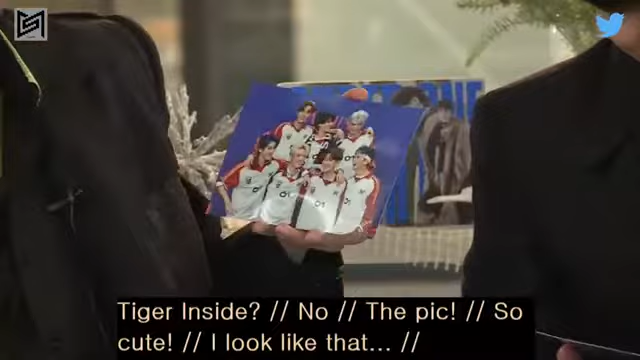 Tiger Inside? // No // The pic! // So
cute! // I look like that... //